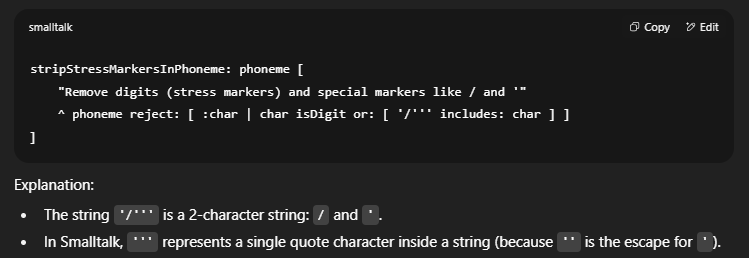 smalltalk
Copy
Edit
stripStressMarkersInPhoneme: phoneme [
"Remove digits (stress markers) and special markers like / and '"
^ phoneme reject: [ :char | char isDigit or: [ '/''' includes: char ] ]
]
Explanation:
• The string '/''' is a 2-character string: / and '.
• In Smalltalk, ''' represents a single quote character inside a string (because '' is the escape for ').